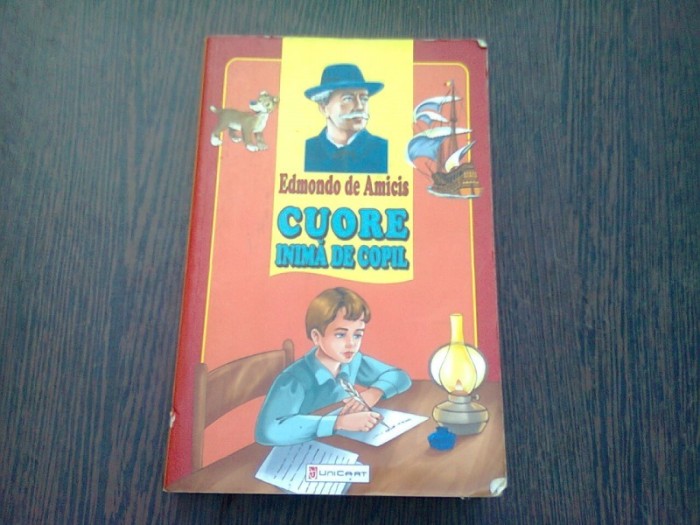 Edmondo de Amicis
CUORE
INIMĂ DE COPIL
UNICART